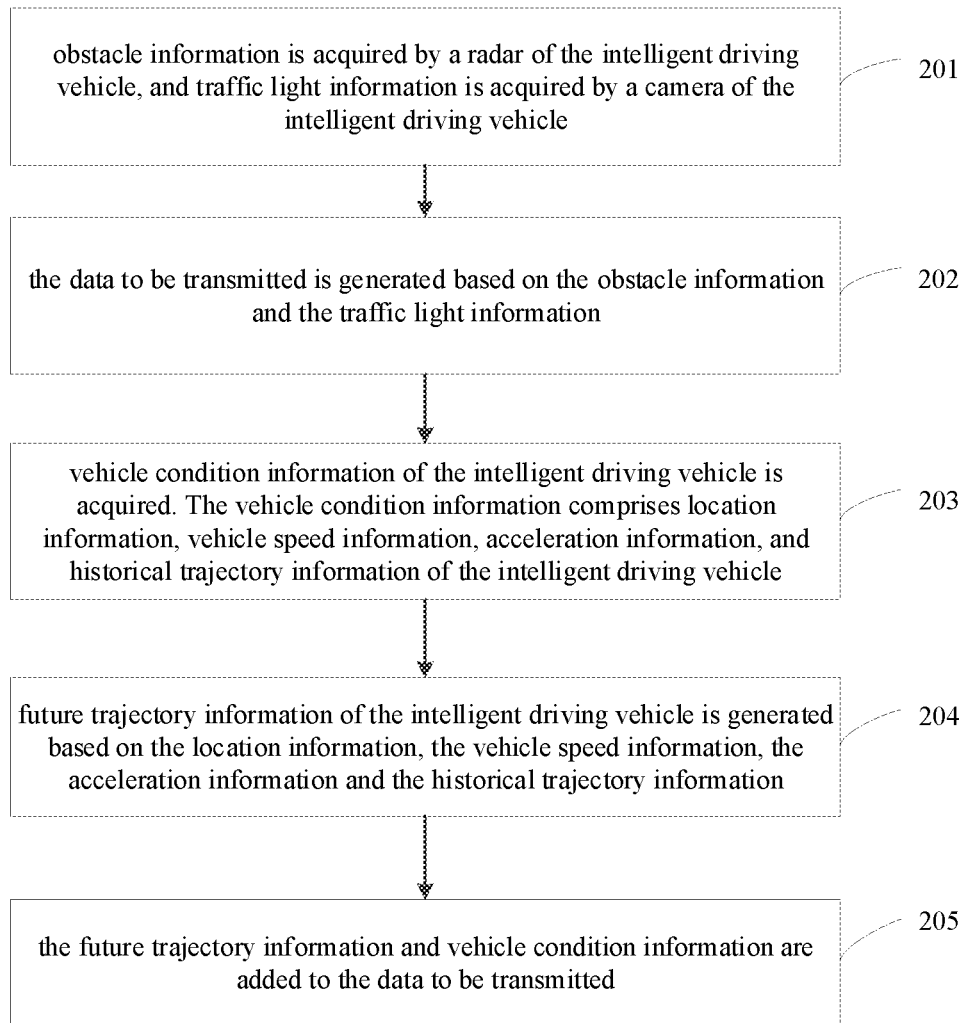 obstacle information is acquired by a radar of the intelligent driving
vehicle, and traffic light information is acquired by a camera of the
intelligent driving vehicle
201
the data to be transmitted is generated based on the obstacle information
and the traffic light information
202
vehicle condition information of the intelligent driving vehicle is
acquired. The vehicle condition information comprises location
information, vehicle speed information, acceleration information, and
historical trajectory information of the intelligent driving vehicle
203
future trajectory information of the intelligent driving vehicle is generated
based on the location information, the vehicle speed information, the
acceleration information and the historical trajectory information
204
the future trajectory information and vehicle condition information are
added to the data to be transmitted
205